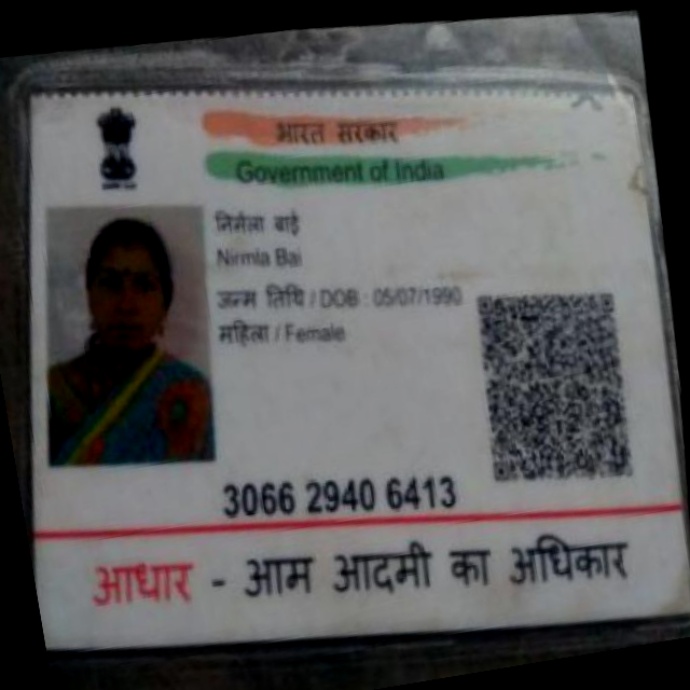 भारत सरकार
Government of India
निर्मला बाई
Nirmla Bai
जन्म तिथि / DOB : 05/07/1990
महिला / Female
3066 2940 6413
आधार - आम आदमी का अधिकार